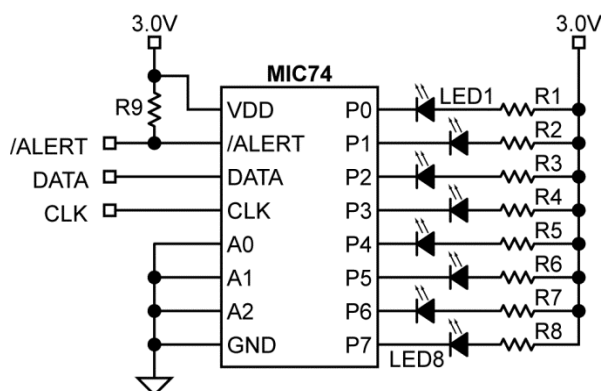 3.0V 3.0V
MIC74
R9 VDD P0 LED1 R1
/ALERT /ALERT P1 R2
DATA DATA P2 R3
CLK CLK P3 R4
A0 P4 R5
A1 P5 R6
A2 P6 R7
GND P7 LED8 R8